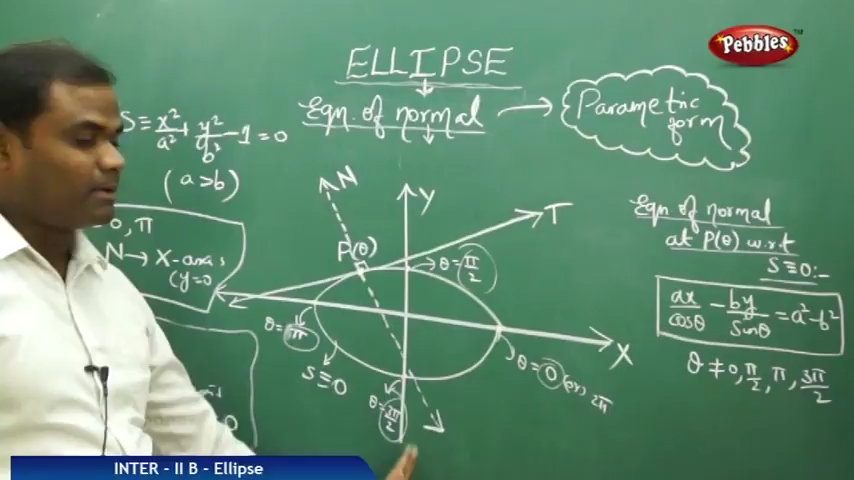 Pebbles™
ELLIPSE
Eqn. of normal
Parametric
form
S ≡ x²/a² + y²/b² - 1 = 0
(a>b)
0, π
N → X-axis
(y=0)
N
Y
T
P(θ)
θ = π/2
Eqn of normal
at P(θ) w.r.t
S≡0:-
ax/cosθ - by/Sinθ = a² - b²
θ ≠ 0, π/2, π, 3π/2
X
θ = π
S≡0
θ = 3π/2
θ = 0 (or) 2π
0
INTER - II B - Ellipse